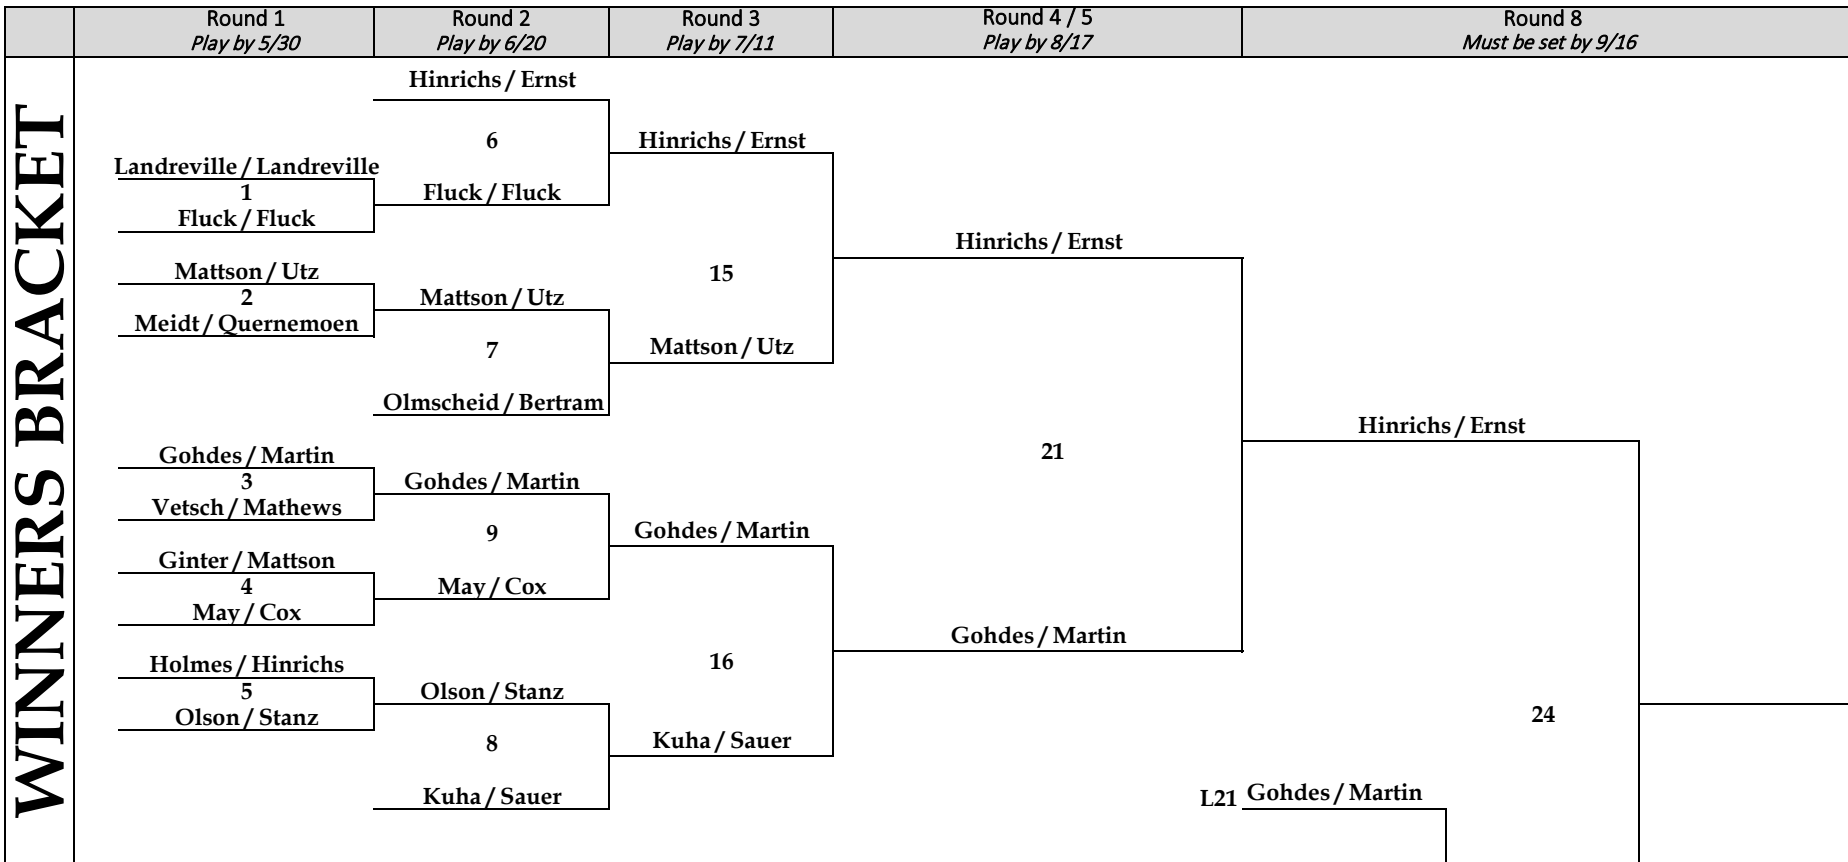 Round 1
Play by 5/30
Round 2
Play by 6/20
Round 3
Play by 7/11
Round 4 / 5
Play by 8/17
Round 8
Must be set by 9/16
WINNERS BRACKET
Hinrichs / Ernst
6
Hinrichs / Ernst
Landreville / Landreville
1
Fluck / Fluck
Fluck / Fluck
Hinrichs / Ernst
Mattson / Utz
15
2
Mattson / Utz
Meidt / Quernemoen
7
Mattson / Utz
Olmscheid / Bertram
Hinrichs / Ernst
21
Gohdes / Martin
3
Gohdes / Martin
Vetsch / Mathews
9
Gohdes / Martin
Ginter / Mattson
4
May / Cox
May / Cox
Gohdes / Martin
Holmes / Hinrichs
16
5
Olson / Stanz
Olson / Stanz
24
8
Kuha / Sauer
Kuha / Sauer
L21 Gohdes / Martin